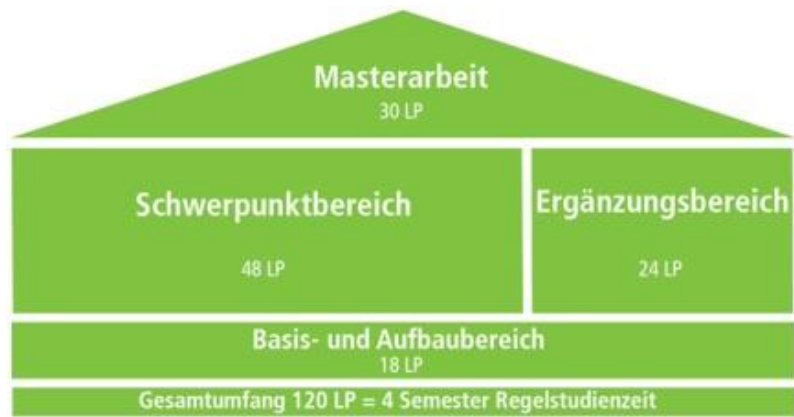 Masterarbeit
30 LP
Schwerpunktbereich
48 LP
Ergänzungsbereich
24 LP
Basis- und Aufbaubereich
18 LP
Gesamtumfang 120 LP = 4 Semester Regelstudienzeit